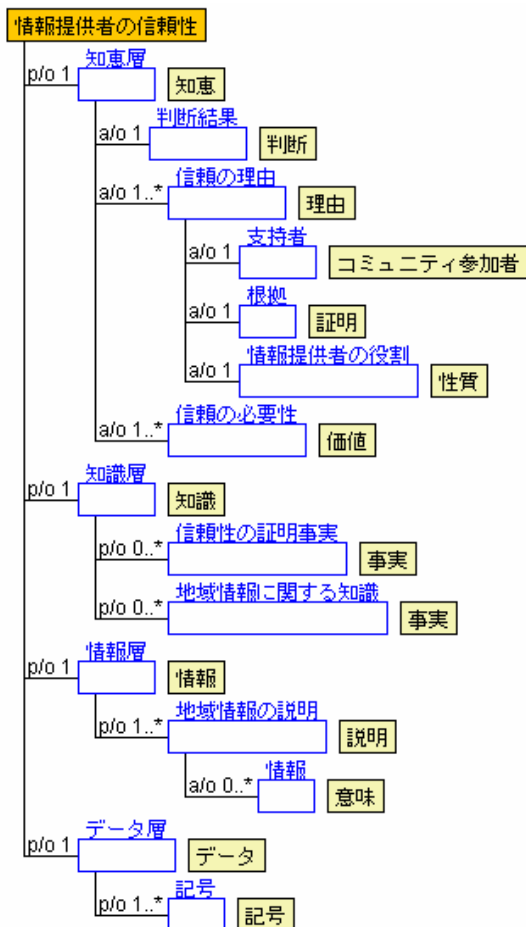 情報提供者の信頼性
知恵層
p/o 1
知恵
判断結果
a/o 1
判断
信頼の理由
a/o 1..*
理由
支持者
a/o 1
コミュニティ参加者
根拠
a/o 1
証明
情報提供者の役割
a/o 1
性質
信頼の必要性
a/o 1..*
価値
知識層
p/o 1
知識
信頼性の証明事実
p/o 0..*
事実
地域情報に関する知識
p/o 0..*
事実
情報層
p/o 1
情報
地域情報の説明
p/o 1..*
説明
情報
a/o 0..*
意味
データ層
p/o 1
データ
記号
p/o 1..*
記号